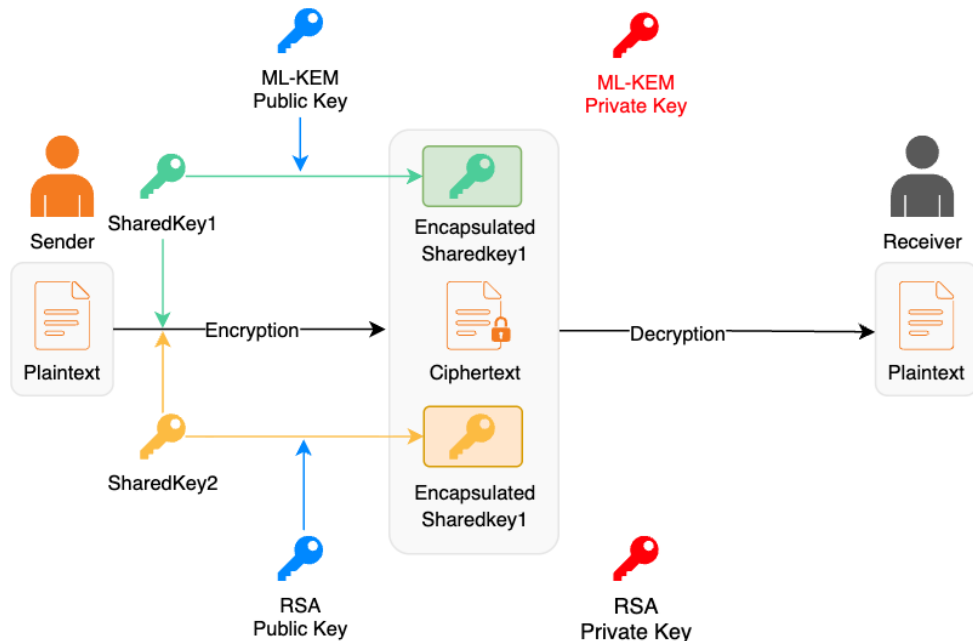 ML-KEM
Public Key
ML-KEM
Private Key
Sender
SharedKey1
Encapsulated
Sharedkey1
Receiver
Plaintext
Encryption
Ciphertext
Decryption
Plaintext
SharedKey2
Encapsulated
Sharedkey1
RSA
Public Key
RSA
Private Key